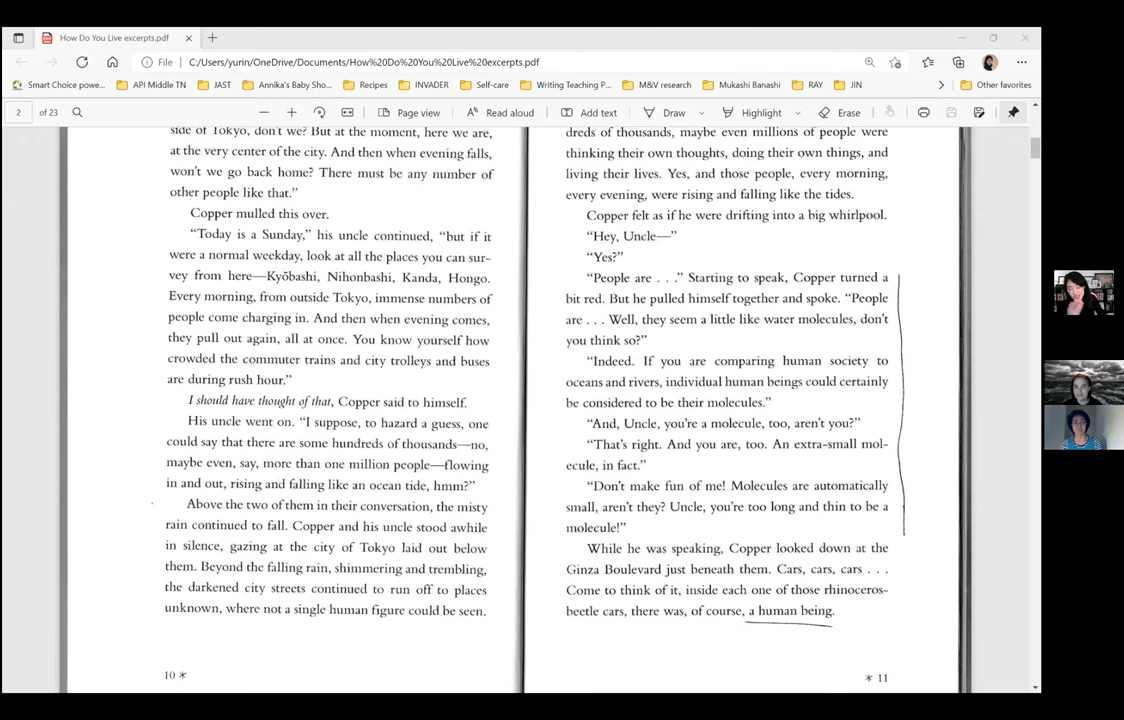 How Do You Live excerpts.pdf
File
C:/Users/yurin/OneDrive/Documents/How%20Do%20You%20Live%20excerpts.pdf
Smart Choice powe...
API Middle TN
JAST
Annika's Baby Sho...
Recipes
INVADER
Self-care
Writing Teaching P...
M&V research
Mukashi Banashi
RAY
JIN
Other favorites
2 of 23
Page view
Read aloud
Add text
Draw
Highlight
Erase
side of Tokyo, don't we? But at the moment, here we are,
at the very center of the city. And then when evening falls,
won't we go back home? There must be any number of
other people like that."
Copper mulled this over.
"Today is a Sunday," his uncle continued, "but if it
were a normal weekday, look at all the places you can sur-
vey from here—Kyōbashi, Nihonbashi, Kanda, Hongo.
Every morning, from outside Tokyo, immense numbers of
people come charging in. And then when evening comes,
they pull out again, all at once. You know yourself how
crowded the commuter trains and city trolleys and buses
are during rush hour."
I should have thought of that, Copper said to himself.
His uncle went on. "I suppose, to hazard a guess, one
could say that there are some hundreds of thousands—no,
maybe even, say, more than one million people—flowing
in and out, rising and falling like an ocean tide, hmm?"
Above the two of them in their conversation, the misty
rain continued to fall. Copper and his uncle stood awhile
in silence, gazing at the city of Tokyo laid out below
them. Beyond the falling rain, shimmering and trembling,
the darkened city streets continued to run off to places
unknown, where not a single human figure could be seen.
10 *
dreds of thousands, maybe even millions of people were
thinking their own thoughts, doing their own things, and
living their lives. Yes, and those people, every morning,
every evening, were rising and falling like the tides.
Copper felt as if he were drifting into a big whirlpool.
"Hey, Uncle—"
"Yes?"
"People are . . ." Starting to speak, Copper turned a
bit red. But he pulled himself together and spoke. "People
are . . . Well, they seem a little like water molecules, don't
you think so?"
"Indeed. If you are comparing human society to
oceans and rivers, individual human beings could certainly
be considered to be their molecules."
"And, Uncle, you're a molecule, too, aren't you?"
"That's right. And you are, too. An extra-small mol-
ecule, in fact."
"Don't make fun of me! Molecules are automatically
small, aren't they? Uncle, you're too long and thin to be a
molecule!"
While he was speaking, Copper looked down at the
Ginza Boulevard just beneath them. Cars, cars, cars . . .
Come to think of it, inside each one of those rhinoceros-
beetle cars, there was, of course, a human being.
* 11